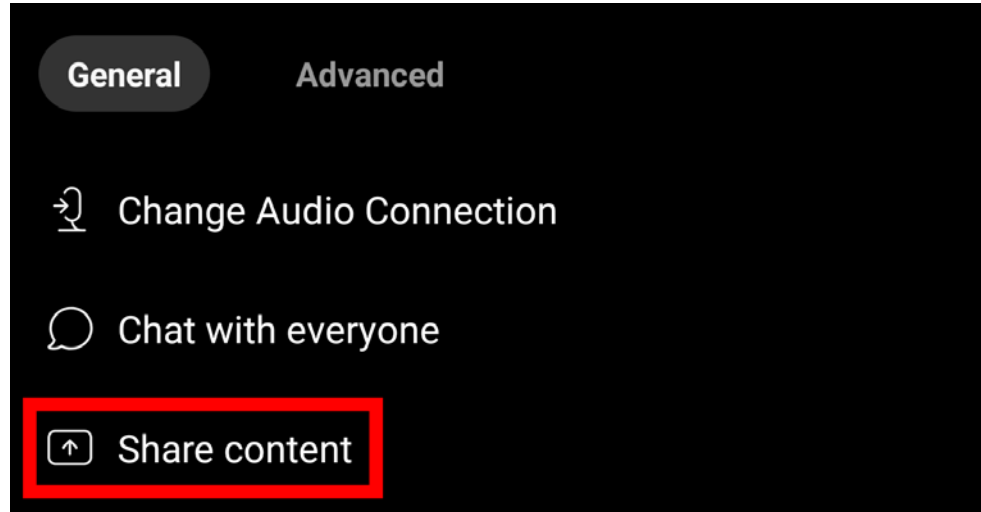 General Advanced
Change Audio Connection
Chat with everyone
Share content